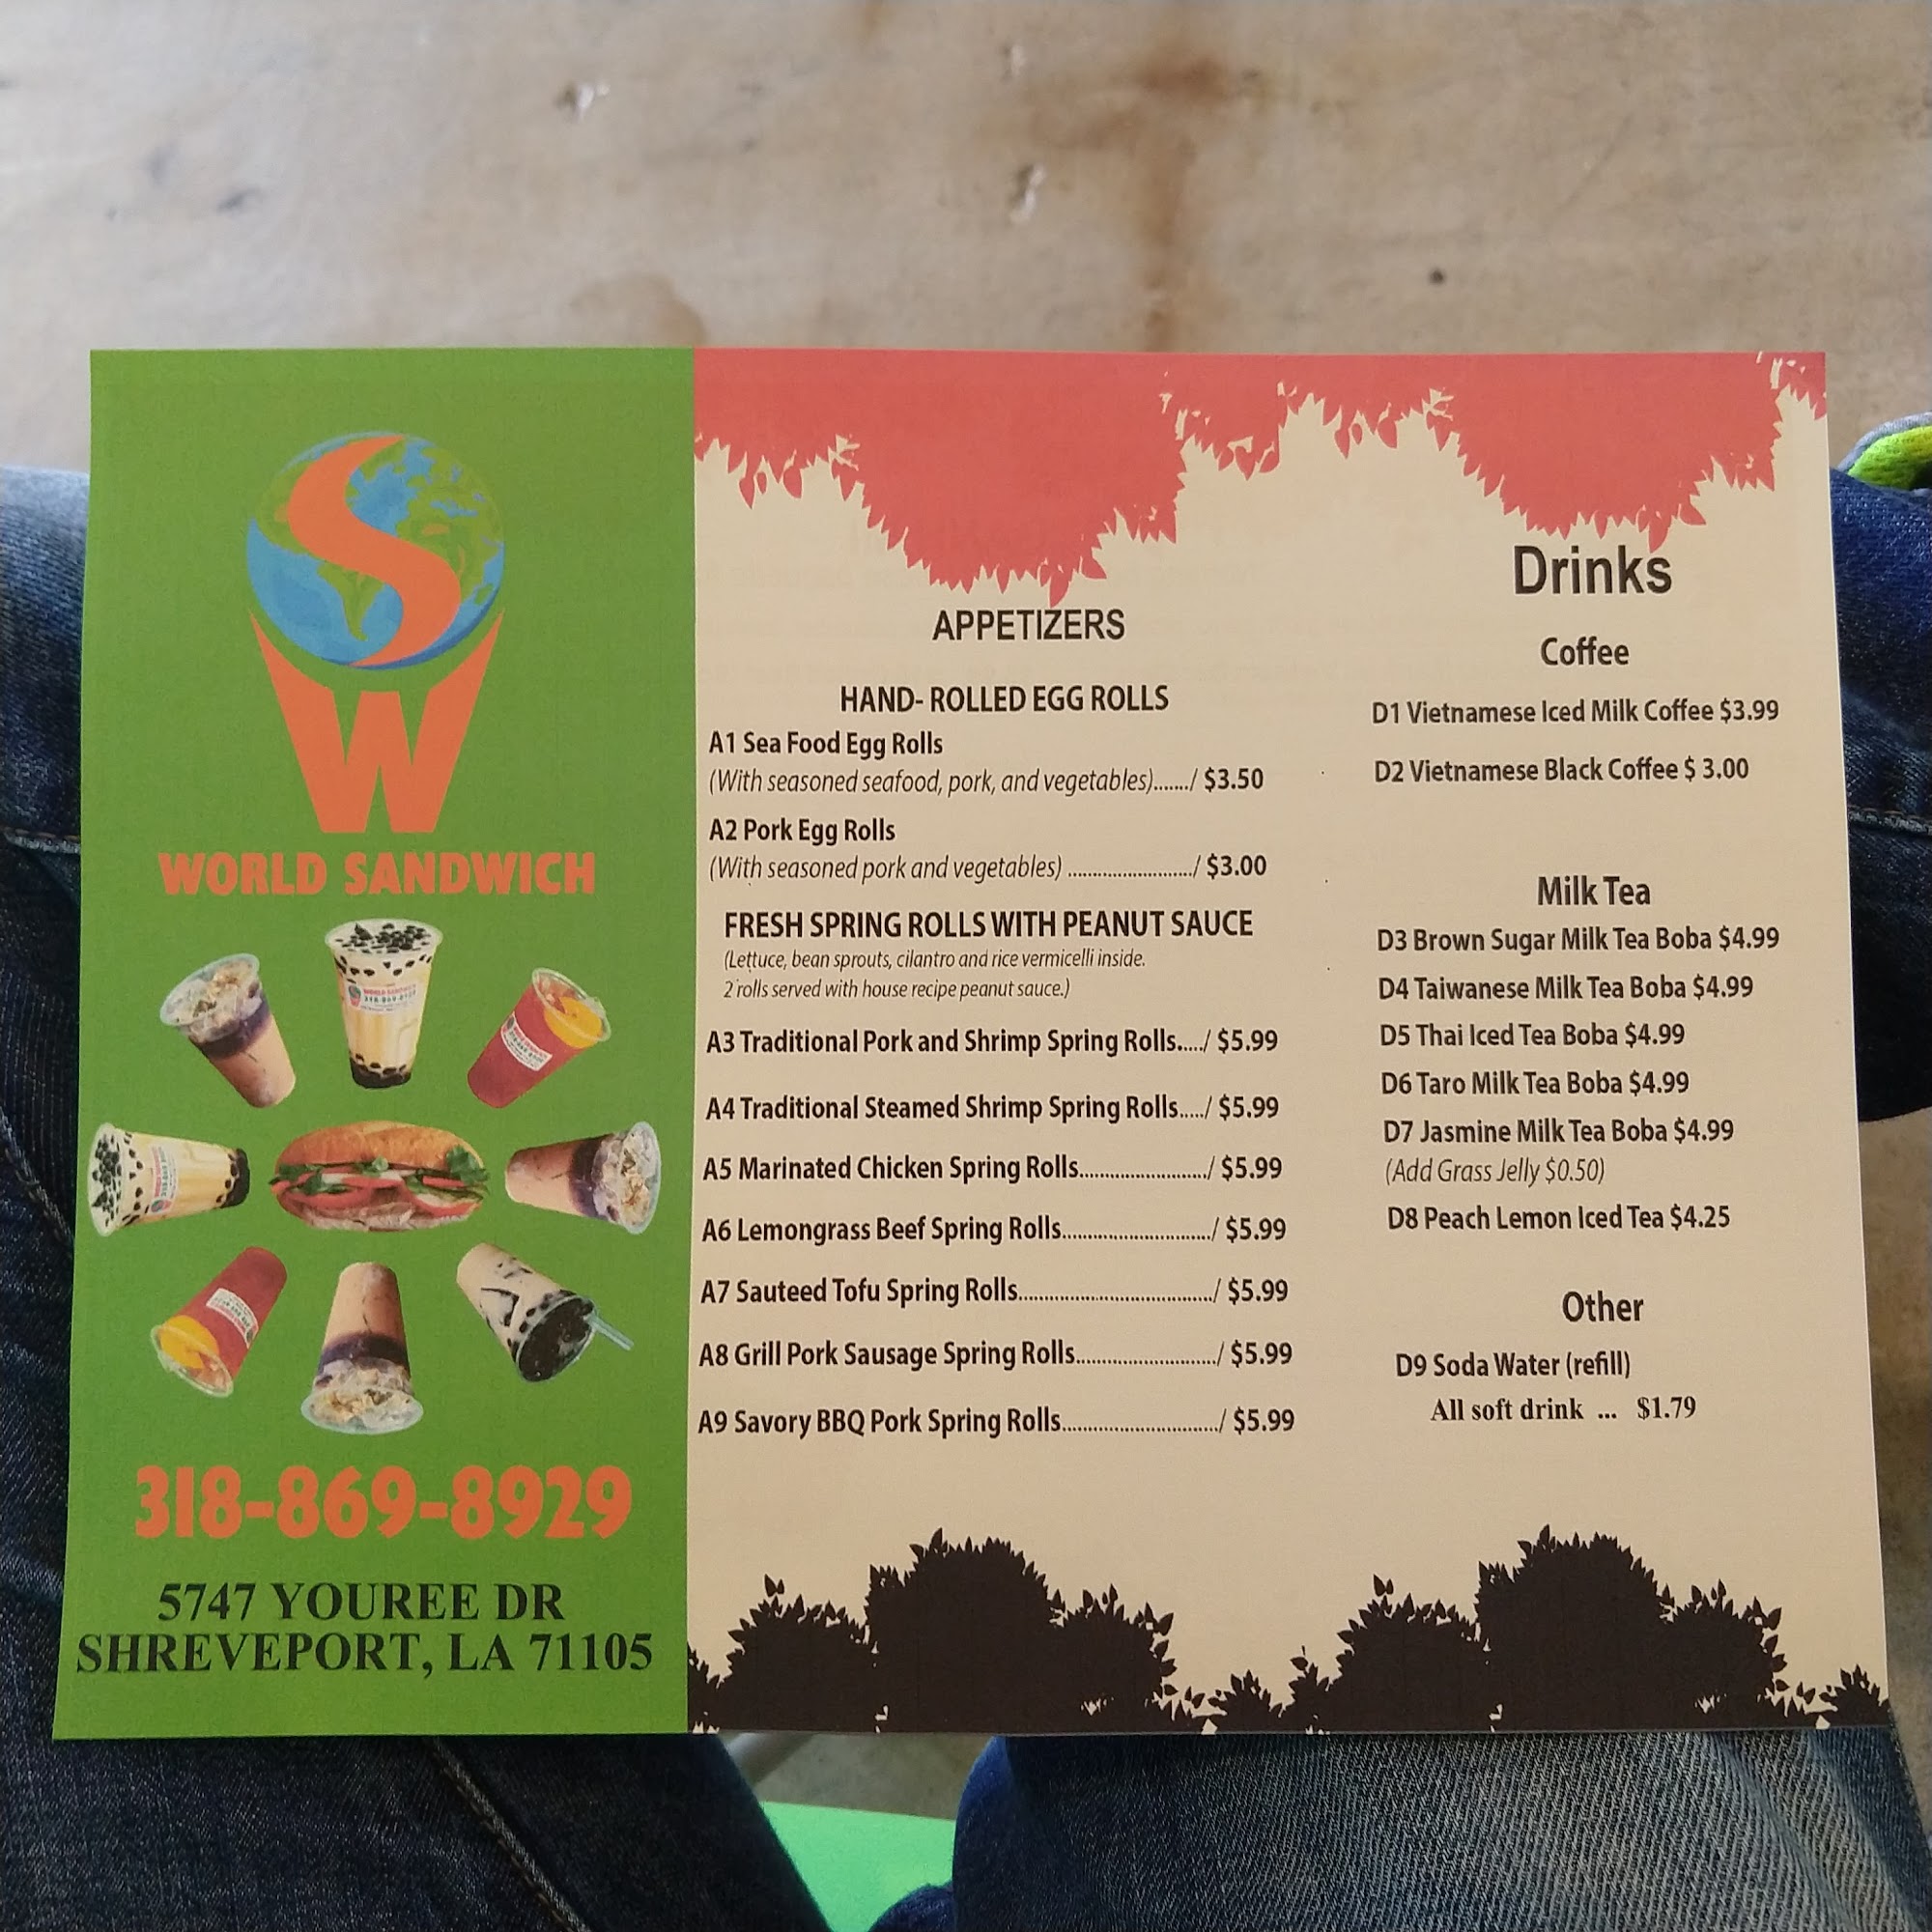 WORLD SANDWICH
318-869-8929
5747 YOUREE DR
SHREVEPORT, LA 71105
APPETIZERS
HAND- ROLLED EGG ROLLS
A1 Sea Food Egg Rolls
(With seasoned seafood, pork, and vegetables)......./ $3.50
A2 Pork Egg Rolls
(With seasoned pork and vegetables) ........................./ $3.00
FRESH SPRING ROLLS WITH PEANUT SAUCE
(Lettuce, bean sprouts, cilantro and rice vermicelli inside.
2 rolls served with house recipe peanut sauce.)
A3 Traditional Pork and Shrimp Spring Rolls...../ $5.99
A4 Traditional Steamed Shrimp Spring Rolls...../ $5.99
A5 Marinated Chicken Spring Rolls........................../ $5.99
A6 Lemongrass Beef Spring Rolls............................../ $5.99
A7 Sauteed Tofu Spring Rolls......................................./ $5.99
A8 Grill Pork Sausage Spring Rolls............................/ $5.99
A9 Savory BBQ Pork Spring Rolls................................/ $5.99
Drinks
Coffee
D1 Vietnamese Iced Milk Coffee $3.99
D2 Vietnamese Black Coffee $ 3.00
Milk Tea
D3 Brown Sugar Milk Tea Boba $4.99
D4 Taiwanese Milk Tea Boba $4.99
D5 Thai Iced Tea Boba $4.99
D6 Taro Milk Tea Boba $4.99
D7 Jasmine Milk Tea Boba $4.99
(Add Grass Jelly $0.50)
D8 Peach Lemon Iced Tea $4.25
Other
D9 Soda Water (refill)
All soft drink ... $1.79